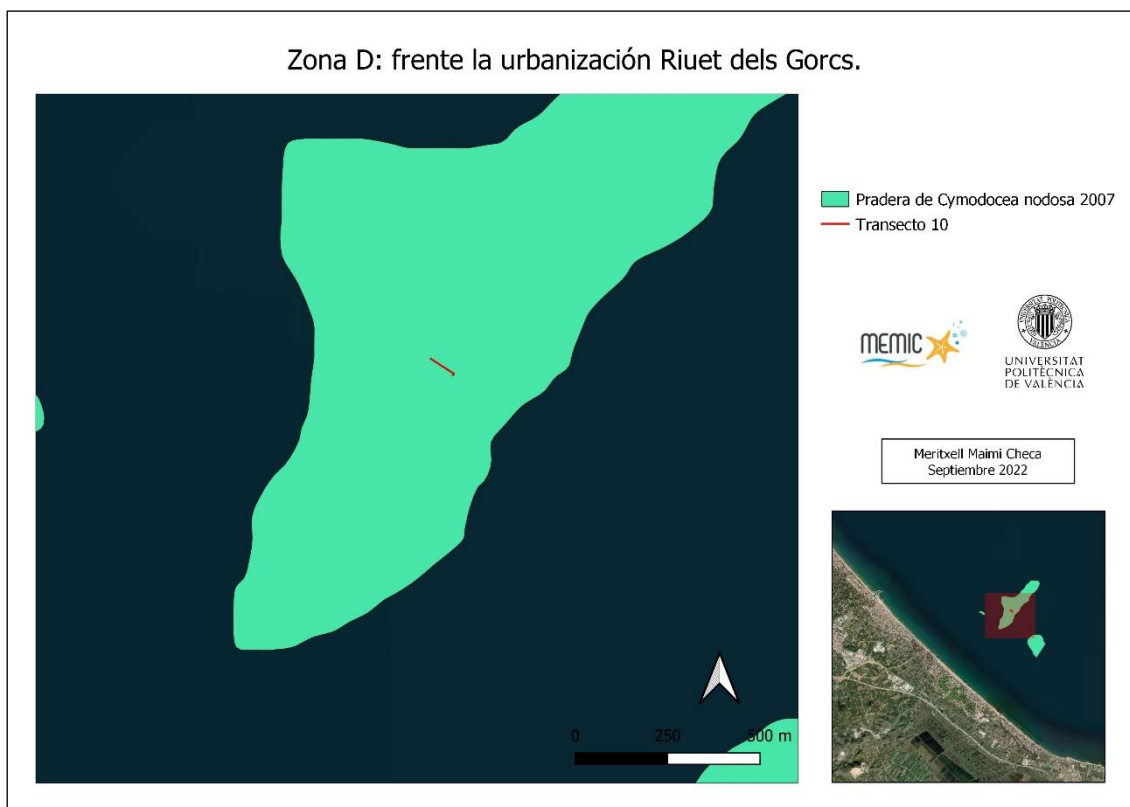 Zona D: frente la urbanización Riuet dels Gorcs.
Pradera de Cymodocea nodosa 2007
Transecto 10
MEMIC
UNIVERSITAT
POLITÈCNICA
DE VALÈNCIA
Meritxell Maimi Checa
Septiembre 2022
0 250 500 m